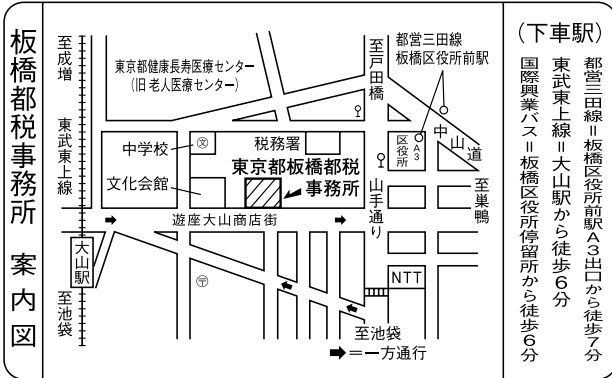 板橋都税事務所 案内図
(下車駅)
都営三田線＝板橋区役所前駅A3出口から徒歩7分
東武東上線＝大山駅から徒歩6分
国際興業バス＝板橋区役所停留所から徒歩6分
至成増
東武東上線
大山駅
至池袋
東京都健康長寿医療センター
(旧 老人医療センター)
至戸田橋
都営三田線
板橋区役所前駅
中山道
中学校
文
税務署
区役所
A3
文化会館
東京都板橋都税
事務所
山手通り
至巣鴨
遊座大山商店街
〒
NTT
至池袋
＝一方通行